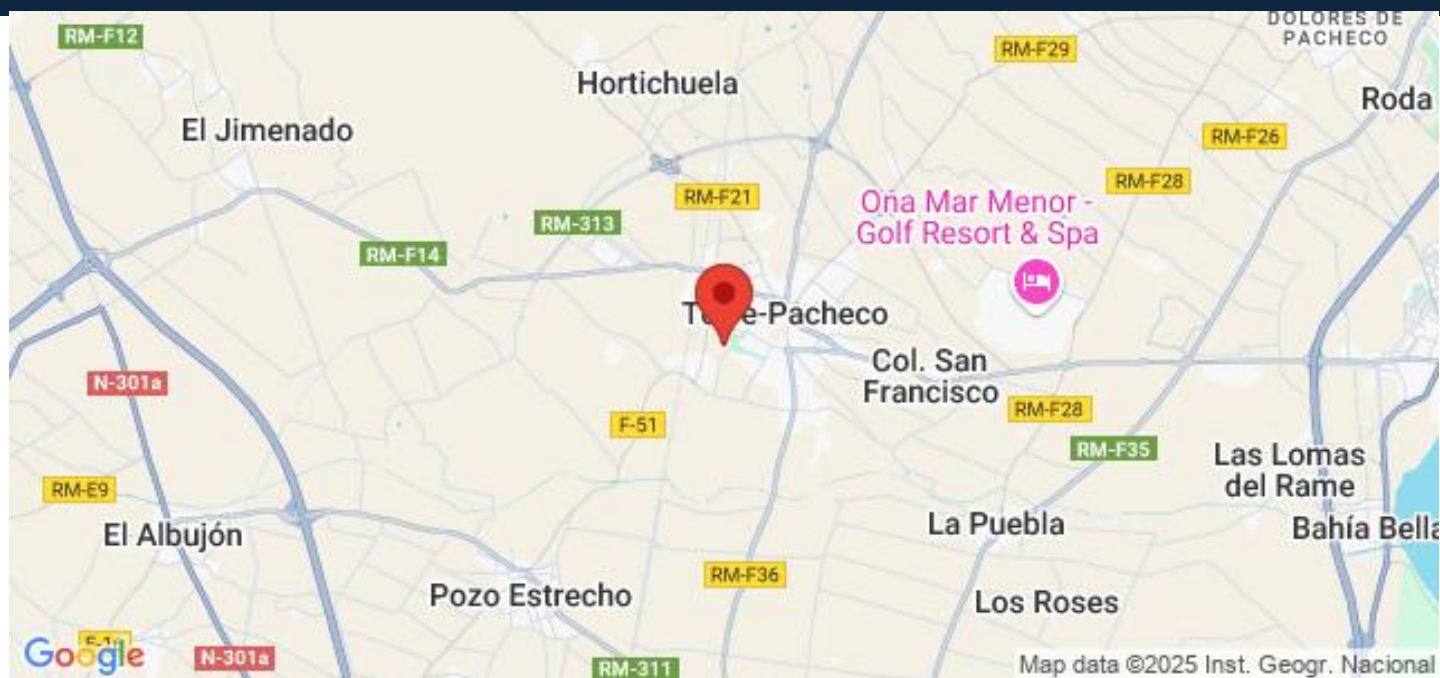 RM-F12
DOLORES DE
PACHECO
RM-F29
Hortichuela
Roda
El Jimenado
RM-F26
RM-F28
RM-F21
Ona Mar Menor -
Golf Resort & Spa
RM-313
RM-F14
-Pacheco
Col. San
Francisco
N-301a
RM-F28
F-51
RM-F35
Las Lomas
del Rame
RM-E9
El Albujón
La Puebla
Bahía Bella
RM-F36
Pozo Estrecho
Los Roses
Google
N-301a
RM-311
Map data ©2025 Inst. Geogr. Nacional